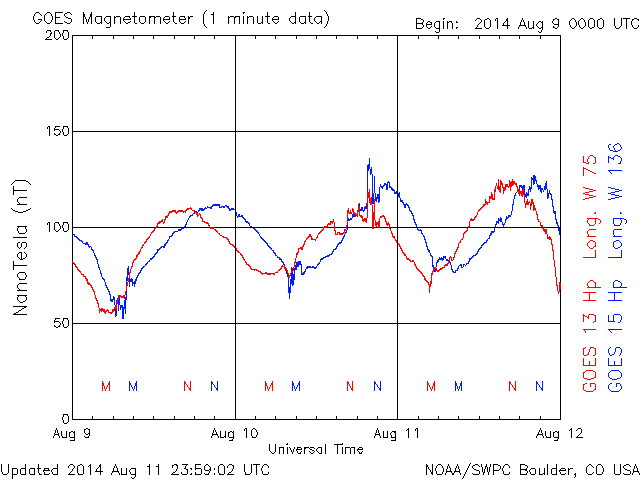 GOES Magnetometer (1 minute data)
Begin: 2014 Aug 9 0000 UTC
200
150
100
50
0
NanoTesla (nT)
M M N N M M N N M M N N
Aug 9 Aug 10 Aug 11 Aug 12
Universal Time
GOES 13 Hp Long. W 75
GOES 15 Hp Long. W 136
Updated 2014 Aug 11 23:59:02 UTC
NOAA/SWPC Boulder, CO USA